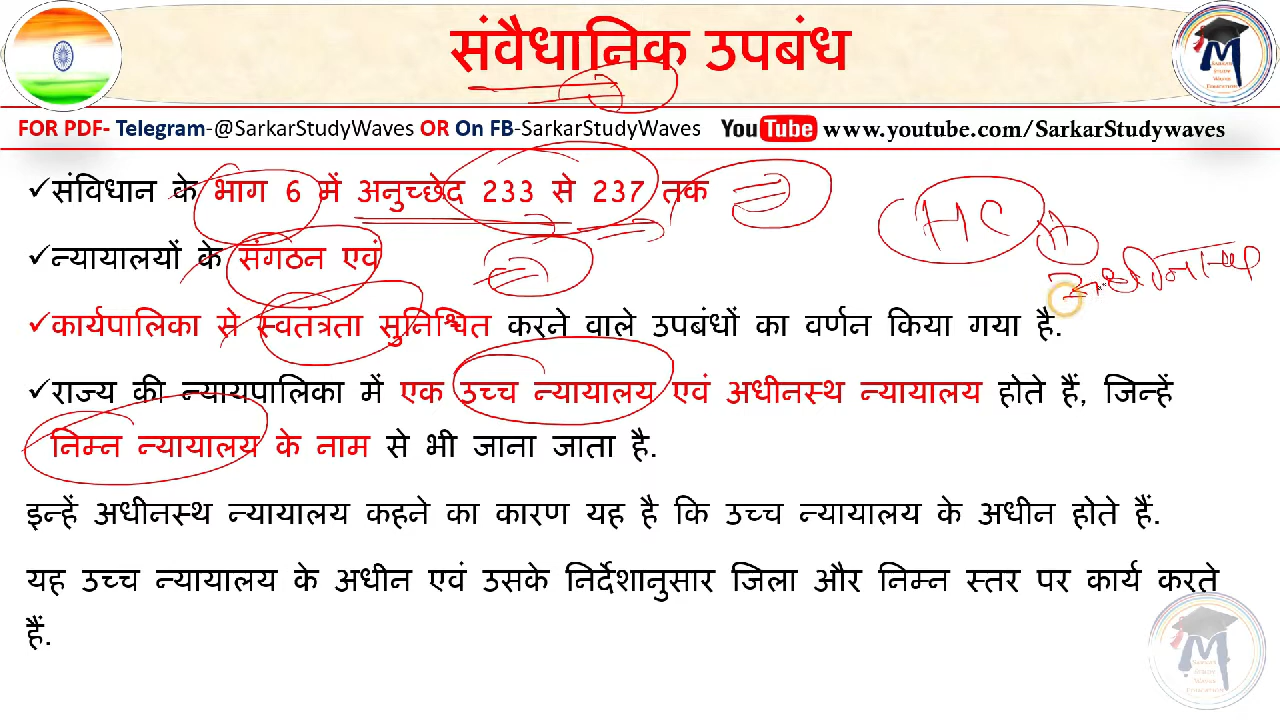 संवैधानिक उपबंध
FOR PDF- Telegram-@SarkarStudyWaves OR On FB-SarkarStudyWaves YouTube www.youtube.com/SarkarStudywaves
✓संविधान के भाग 6 में अनुच्छेद 233 से 237 तक
HC
✓न्यायालयों के संगठन एवं
✓कार्यपालिका से स्वतंत्रता सुनिश्चित करने वाले उपबंधों का वर्णन किया गया है.
✓राज्य की न्यायपालिका में एक उच्च न्यायालय एवं अधीनस्थ न्यायालय होते हैं, जिन्हें
निम्न न्यायालय के नाम से भी जाना जाता है.
इन्हें अधीनस्थ न्यायालय कहने का कारण यह है कि उच्च न्यायालय के अधीन होते हैं.
यह उच्च न्यायालय के अधीन एवं उसके निर्देशानुसार जिला और निम्न स्तर पर कार्य करते
हैं.